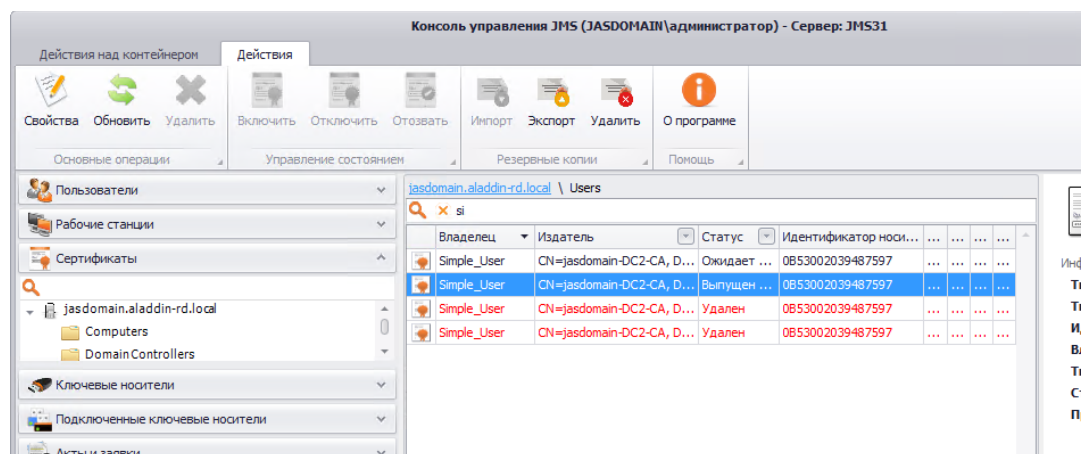 Консоль управления JMS (JASDOMAIN\администратор) - Сервер: JMS31
Действия над контейнером Действия
Свойства Обновить Удалить Включить Отключить Отозвать Импорт Экспорт Удалить О программе
Основные операции Управление состоянием Резервные копии Помощь
Пользователи
Рабочие станции
Сертификаты
jasdomain.aladdin-rd.local
Computers
Domain Controllers
Ключевые носители
Подключенные ключевые носители
Акты и заявки
jasdomain.aladdin-rd.local \ Users
si
Владелец Издатель Статус Идентификатор носи... ... ... ... ...
Simple_User CN=jasdomain-DC2-CA, D... Ожидает ... 0B53002039487597 ... ... ... ...
Simple_User CN=jasdomain-DC2-CA, D... Выпущен ... 0B53002039487597 ... ... ... ...
Simple_User CN=jasdomain-DC2-CA, D... Удален 0B53002039487597 ... ... ... ...
Simple_User CN=jasdomain-DC2-CA, D... Удален 0B53002039487597 ... ... ... ...